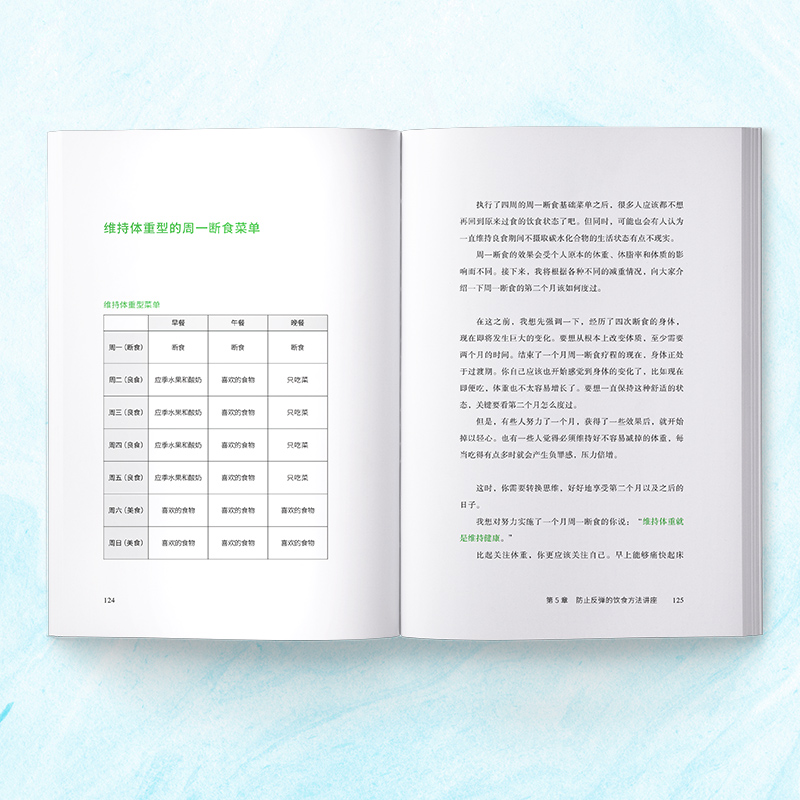 维持体重型的周一断食菜单
维持体重型菜单
早餐 午餐 晚餐
周一（断食） 断食 断食 断食
周二（良食） 应季水果和酸奶 喜欢的食物 只吃菜
周三（良食） 应季水果和酸奶 喜欢的食物 只吃菜
周四（良食） 应季水果和酸奶 喜欢的食物 只吃菜
周五（良食） 应季水果和酸奶 喜欢的食物 只吃菜
周六（美食） 喜欢的食物 喜欢的食物 喜欢的食物
周日（美食） 喜欢的食物 喜欢的食物 喜欢的食物
124
执行了四周的周一断食基础菜单之后，很多人应该都不想
再回到原来过食的饮食状态了吧。但同时，可能也会有人认为
一直维持良食期间不摄取碳水化合物的生活状态有点不现实。
周一断食的效果会受个人原本的体重、体脂率和体质的影
响而不同。接下来，我将根据各种不同的减重情况，向大家介
绍一下周一断食的第二个月该如何度过。
在这之前，我想先强调一下，经历了四次断食的身体，
现在即将发生巨大的变化。要想从根本上改变体质，至少需要
两个月的时间。结束了一个月周一断食疗程的现在，身体正处
于过渡期。你自己应该也开始感觉到身体的变化了，比如现在
即便吃，体重也不太容易增长了。要想一直保持这种舒适的状
态，关键要看第二个月怎么度过。
但是，有些人努力了一个月，获得了一些效果后，就开始
掉以轻心。也有一些人觉得必须维持好不容易减掉的体重，每
当吃得有点多时就会产生负罪感，压力倍增。
这时，你需要转换思维，好好地享受第二个月以及之后的
日子。
我想对努力实施了一个月周一断食的你说：“维持体重就
是维持健康。”
比起关注体重，你更应该关注自己。早上能够痛快起床
第 5 章 防止反弹的饮食方法讲座 125